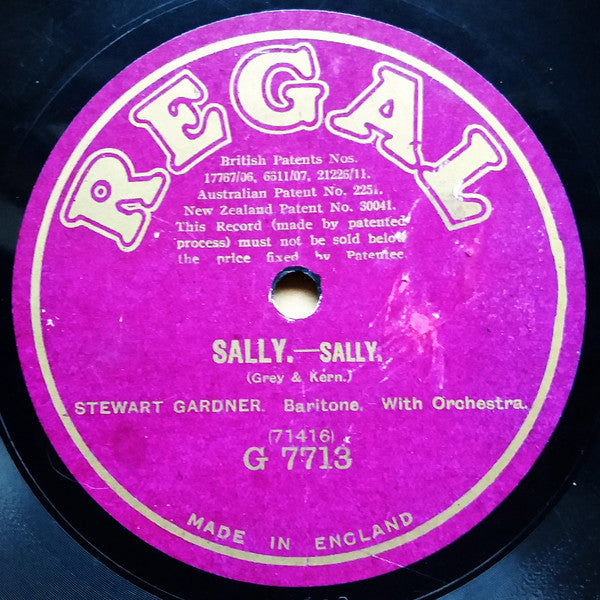 REGAL
British Patents Nos.
17767/06, 6611/07, 21226/11.
Australian Patent No. 2251.
New Zealand Patent No. 30041.
This Record (made by patented
process) must not be sold below
the price fixed by Patentee
SALLY.—SALLY.
(Grey & Kern.)
STEWART GARDNER. Baritone. With Orchestra.
(71416)
G 7713
MADE IN ENGLAND